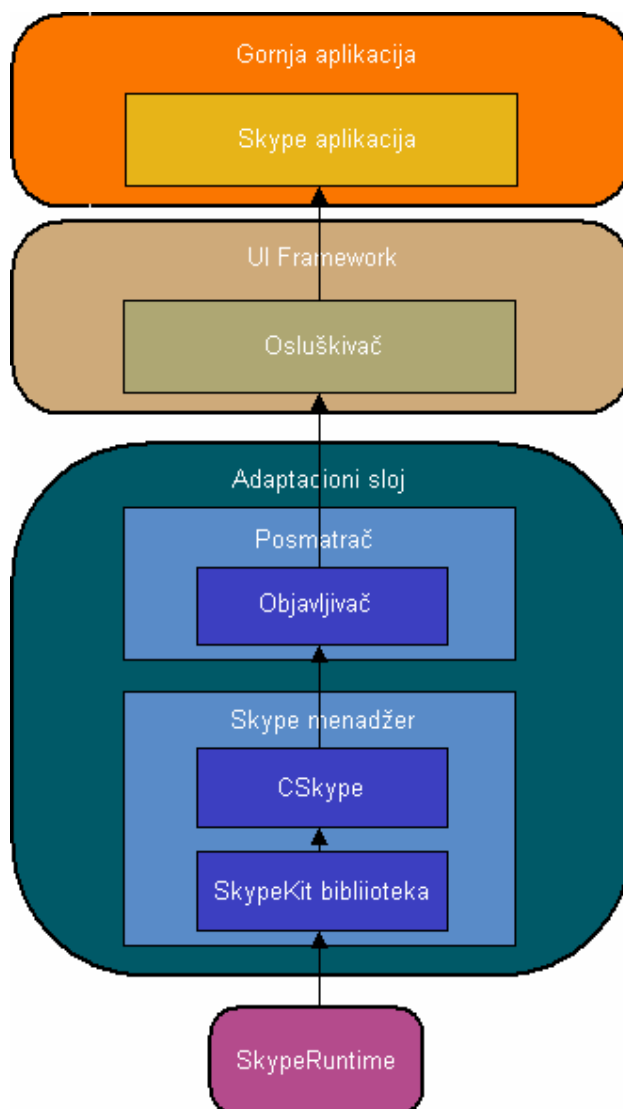 Gornja aplikacija
Skype aplikacija
UI Framework
Osluškivač
Adaptacioni sloj
Posmatrač
Objavljivač
Skype menadžer
CSkype
SkypeKit bibliioteka
SkypeRuntime